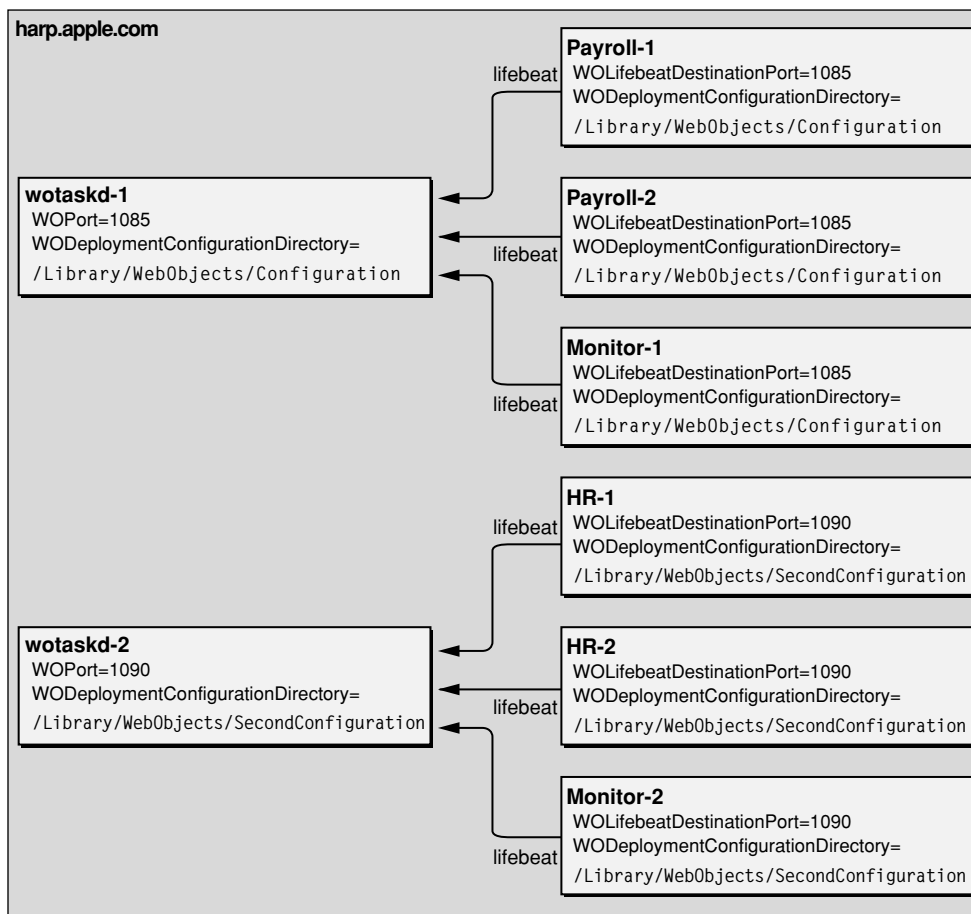 harp.apple.com
Payroll-1
WOLifebeatDestinationPort=1085
WODeploymentConfigurationDirectory=
/Library/WebObjects/Configuration
lifebeat
wotaskd-1
WOPort=1085
WODeploymentConfigurationDirectory=
/Library/WebObjects/Configuration
Payroll-2
WOLifebeatDestinationPort=1085
WODeploymentConfigurationDirectory=
/Library/WebObjects/Configuration
lifebeat
Monitor-1
WOLifebeatDestinationPort=1085
WODeploymentConfigurationDirectory=
/Library/WebObjects/Configuration
lifebeat
HR-1
WOLifebeatDestinationPort=1090
WODeploymentConfigurationDirectory=
/Library/WebObjects/SecondConfiguration
lifebeat
wotaskd-2
WOPort=1090
WODeploymentConfigurationDirectory=
/Library/WebObjects/SecondConfiguration
HR-2
WOLifebeatDestinationPort=1090
WODeploymentConfigurationDirectory=
/Library/WebObjects/SecondConfiguration
lifebeat
Monitor-2
WOLifebeatDestinationPort=1090
WODeploymentConfigurationDirectory=
/Library/WebObjects/SecondConfiguration
lifebeat